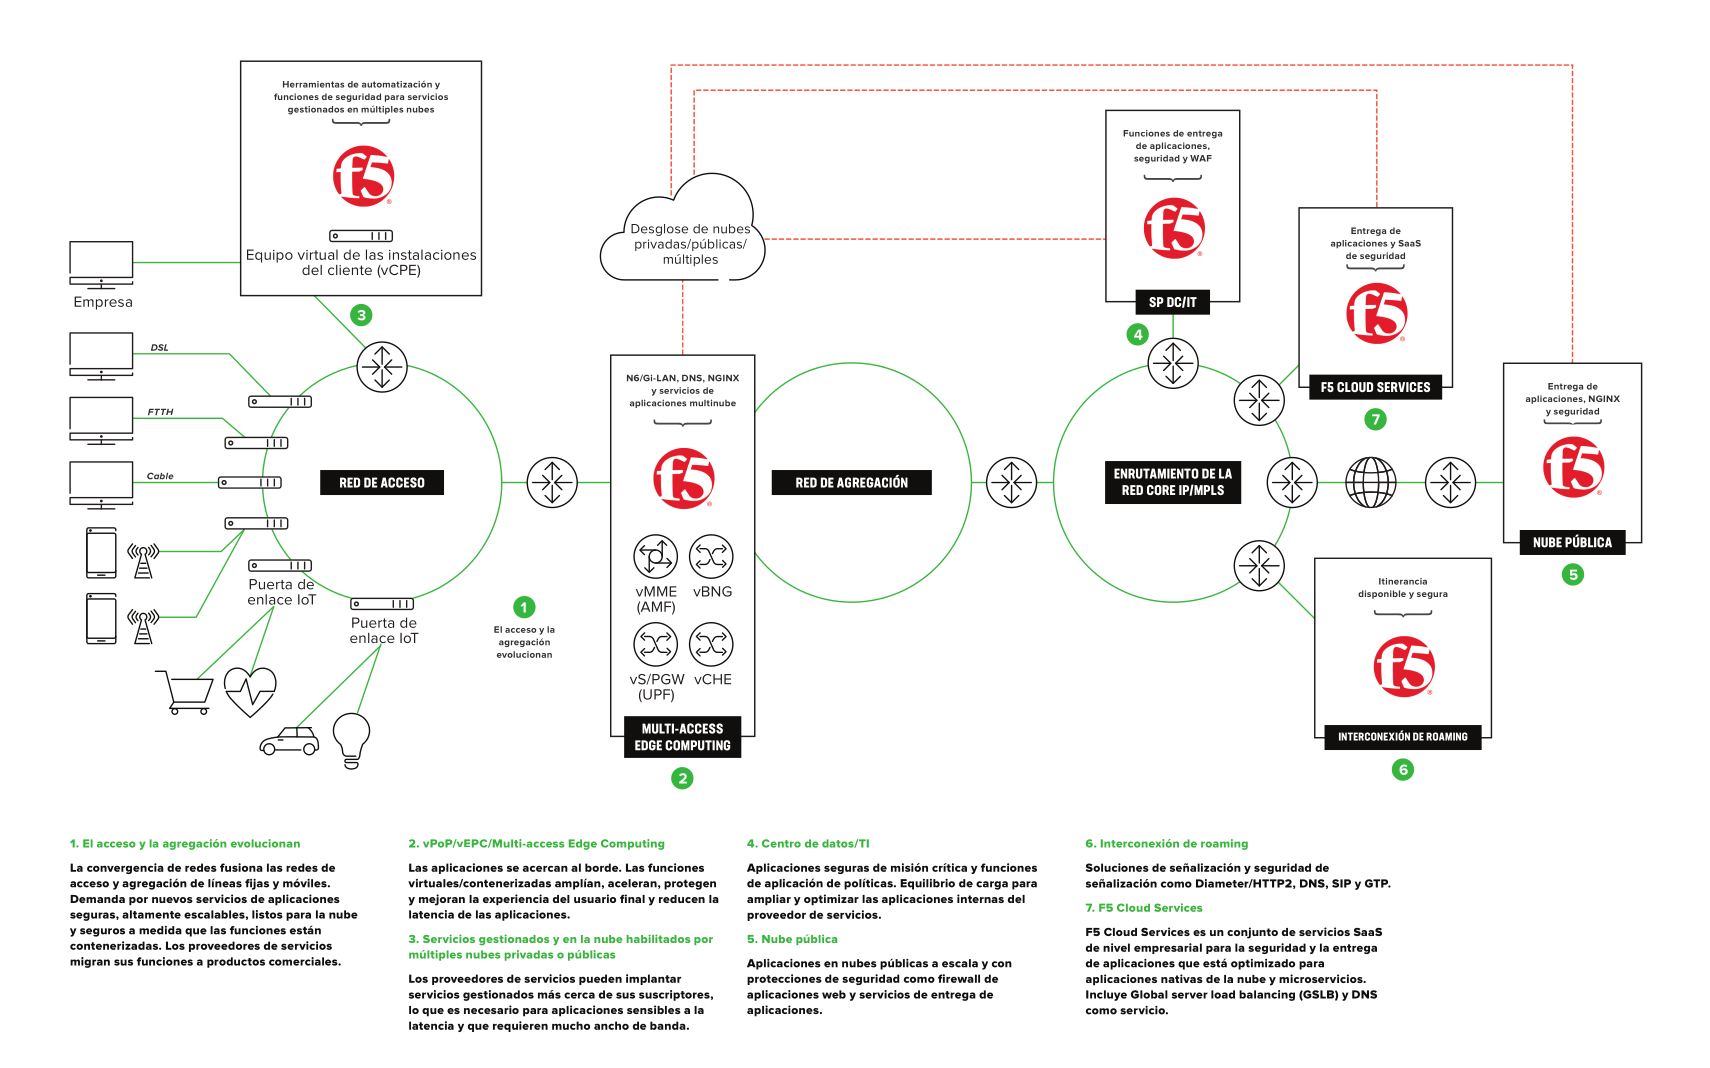 Herramientas de automatización y
funciones de seguridad para servicios
gestionados en múltiples nubes
f5
®
Equipo virtual de las instalaciones
del cliente (vCPE)
Empresa
3
DSL
FTTH
Cable
RED DE ACCESO
Puerta de
enlace IoT
Puerta de
enlace IoT
1
El acceso y la
agregación
evolucionan
Desglose de nubes
privadas/públicas/
múltiples
N6/Gi-LAN, DNS, NGINX
y servicios de
aplicaciones multinube
f5
®
vMME
(AMF)
vBNG
vS/PGW
(UPF)
vCHE
MULTI-ACCESS
EDGE COMPUTING
2
RED DE AGREGACIÓN
Funciones de entrega
de aplicaciones,
seguridad y WAF
f5
®
SP DC/IT
4
ENRUTAMIENTO DE LA
RED CORE IP/MPLS
Entrega de
aplicaciones y SaaS
de seguridad
f5
®
F5 CLOUD SERVICES
7
Entrega de
aplicaciones, NGINX
y seguridad
f5
®
NUBE PÚBLICA
5
Itinerancia
disponible y segura
f5
®
INTERCONEXIÓN DE ROAMING
6
1. El acceso y la agregación evolucionan
La convergencia de redes fusiona las redes de
acceso y agregación de líneas fijas y móviles.
Demanda por nuevos servicios de aplicaciones
seguras, altamente escalables, listos para la nube
y seguros a medida que las funciones están
contenerizadas. Los proveedores de servicios
migran sus funciones a productos comerciales.
2. vPoP/vEPC/Multi-access Edge Computing
Las aplicaciones se acercan al borde. Las funciones
virtuales/contenerizadas amplían, aceleran, protegen
y mejoran la experiencia del usuario final y reducen la
latencia de las aplicaciones.
3. Servicios gestionados y en la nube habilitados por
múltiples nubes privadas o públicas
Los proveedores de servicios pueden implantar
servicios gestionados más cerca de sus suscriptores,
lo que es necesario para aplicaciones sensibles a la
latencia y que requieren mucho ancho de banda.
4. Centro de datos/TI
Aplicaciones seguras de misión crítica y funciones
de aplicación de políticas. Equilibrio de carga para
ampliar y optimizar las aplicaciones internas del
proveedor de servicios.
5. Nube pública
Aplicaciones en nubes públicas a escala y con
protecciones de seguridad como firewall de
aplicaciones web y servicios de entrega de
aplicaciones.
6. Interconexión de roaming
Soluciones de señalización y seguridad de
señalización como Diameter/HTTP2, DNS, SIP y GTP.
7. F5 Cloud Services
F5 Cloud Services es un conjunto de servicios SaaS
de nivel empresarial para la seguridad y la entrega
de aplicaciones que está optimizado para
aplicaciones nativas de la nube y microservicios.
Incluye Global server load balancing (GSLB) y DNS
como servicio.